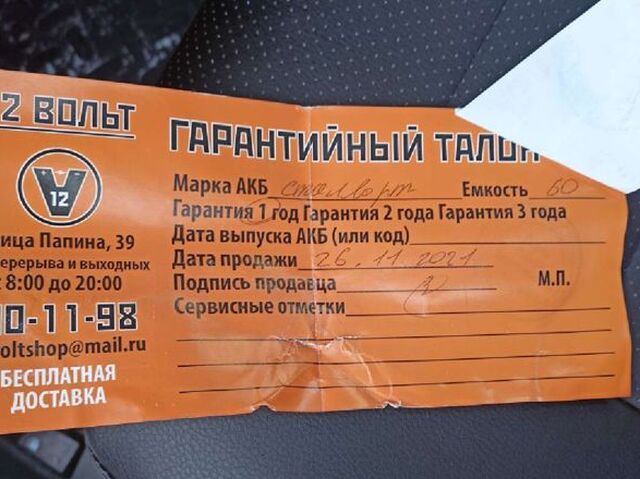 2 ВОЛЬТ
V
12
ица Папина, 39
ерерыва и выходных
с 8:00 до 20:00
0-11-98
oltshop@mail.ru
БЕСПЛАТНАЯ
ДОСТАВКА
ГАРАНТИЙНЫЙ ТАЛОН
Марка АКБ сталворт Емкость 60
Гарантия 1 год Гарантия 2 года Гарантия 3 года
Дата выпуска АКБ (или код)
Дата продажи 26.11.2021
Подпись продавца М.П.
Сервисные отметки